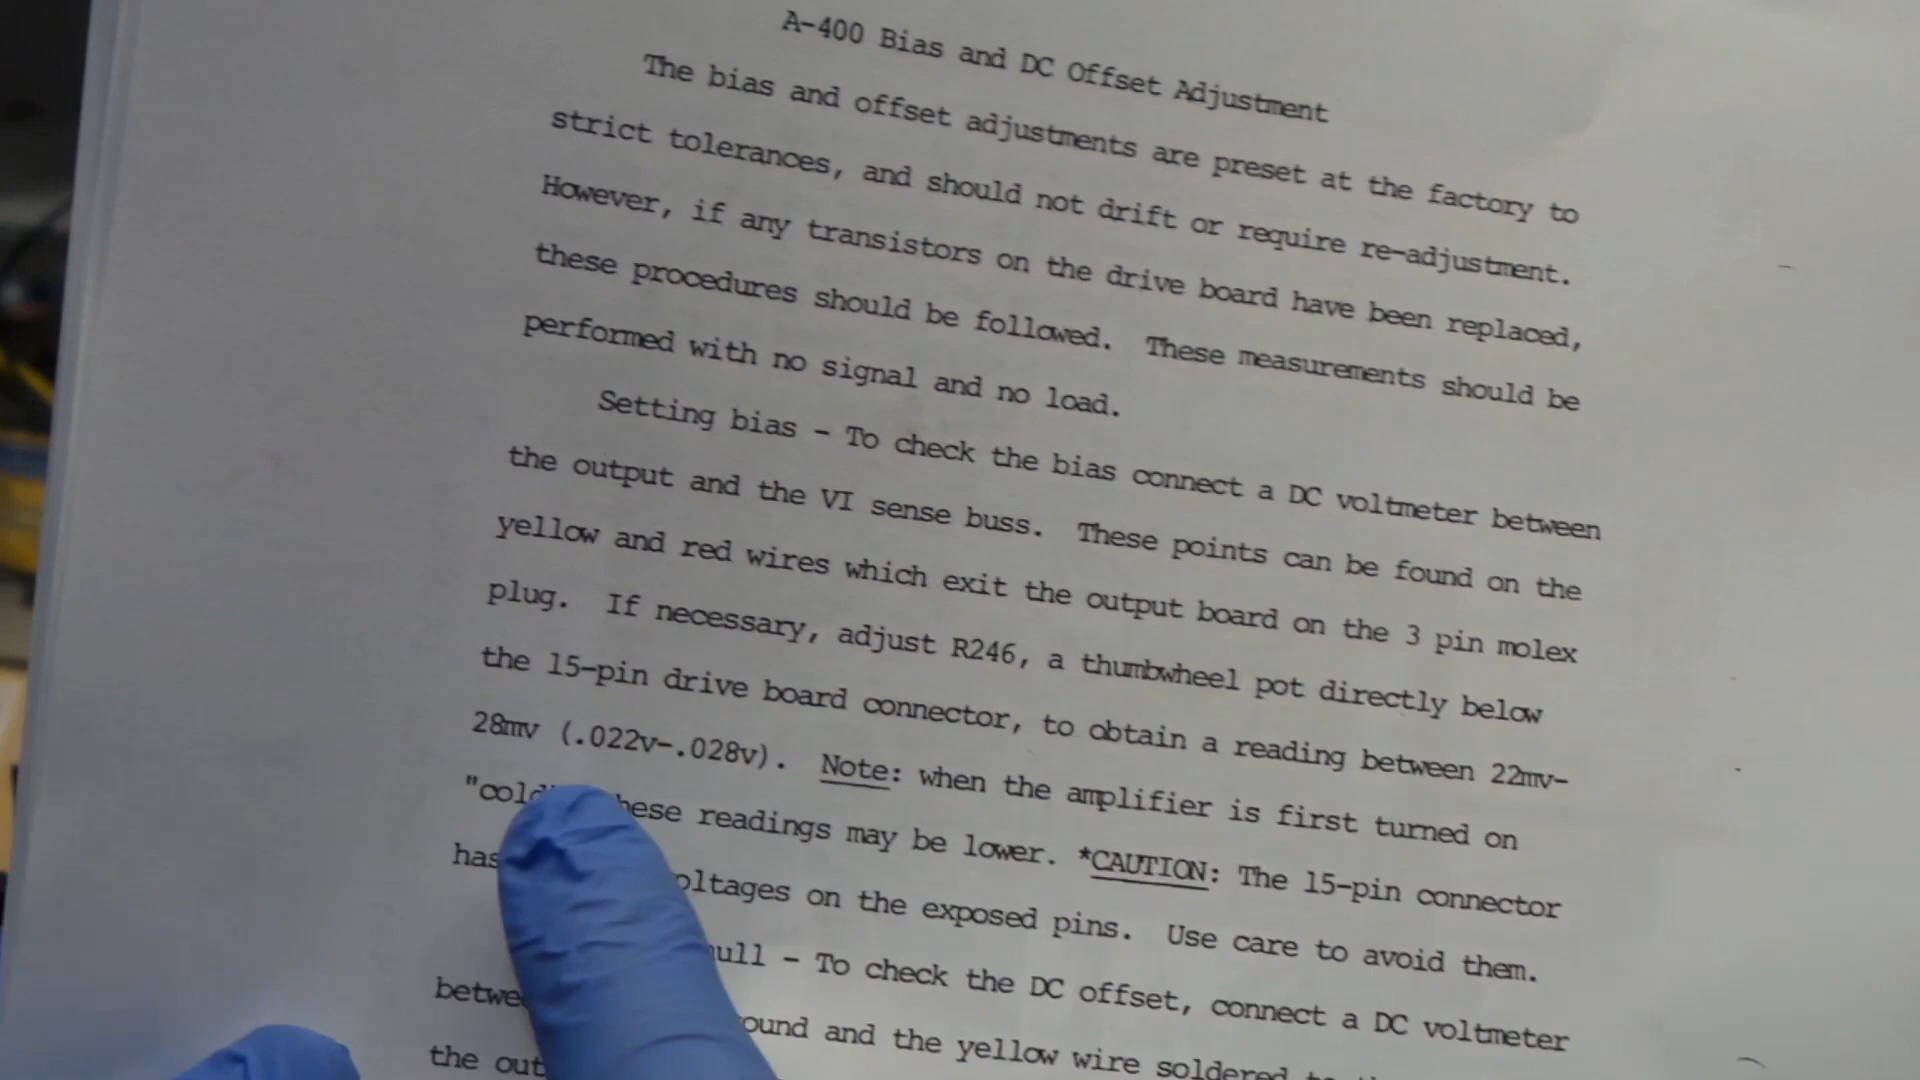 A-400 Bias and DC Offset Adjustment
The bias and offset adjustments are preset at the factory to
strict tolerances, and should not drift or require re-adjustment.
However, if any transistors on the drive board have been replaced,
these procedures should be followed. These measurements should be
performed with no signal and no load.
Setting bias - To check the bias connect a DC voltmeter between
the output and the VI sense buss. These points can be found on the
yellow and red wires which exit the output board on the 3 pin molex
plug. If necessary, adjust R246, a thumbwheel pot directly below
the 15-pin drive board connector, to obtain a reading between 22mv-
28mv (.022v-.028v). Note: when the amplifier is first turned on
"cold" these readings may be lower. *CAUTION: The 15-pin connector
has oltages on the exposed pins. Use care to avoid them.
null - To check the DC offset, connect a DC voltmeter
betwe ound and the yellow wire soldered
the out